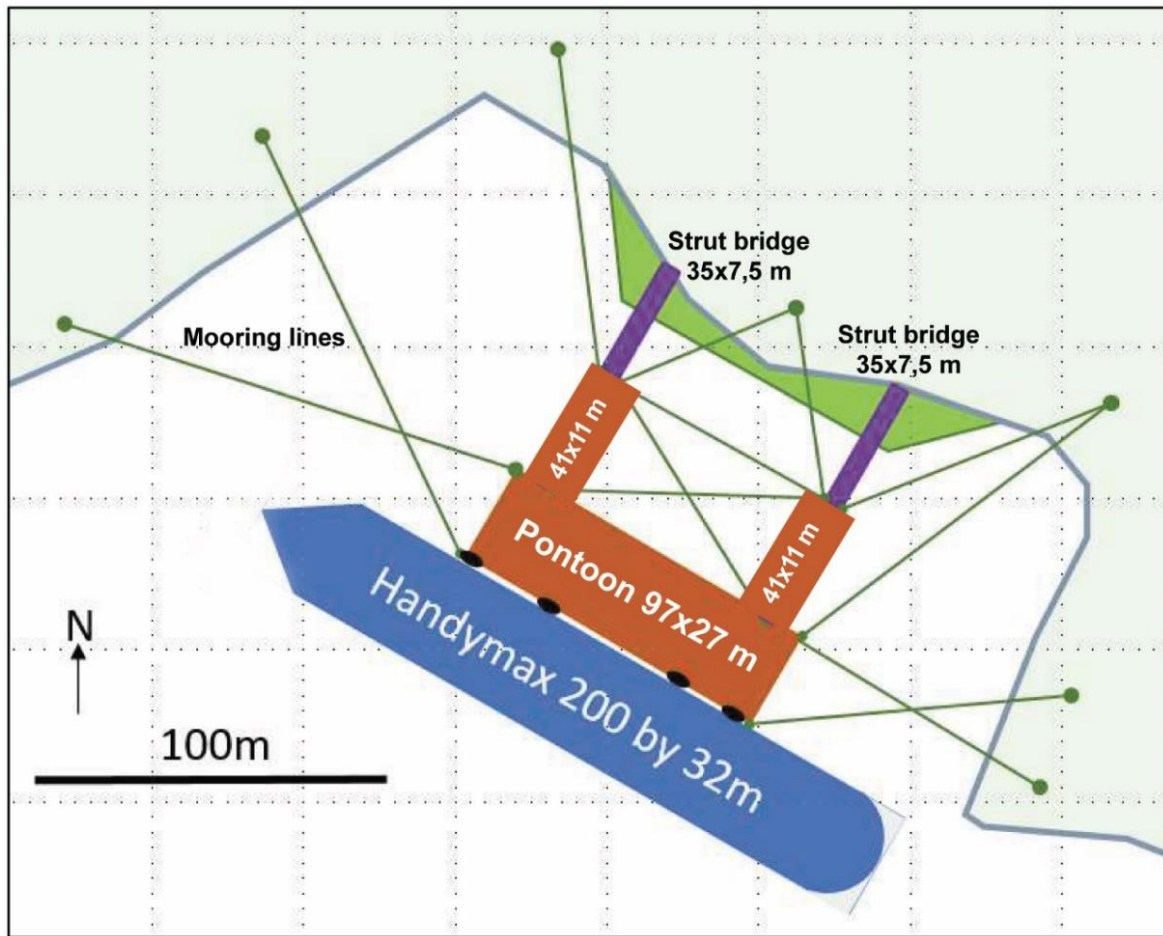 Strut bridge
35x7,5 m
Mooring lines
Strut bridge
35x7,5 m
41x11 m
41x11 m
Pontoon 97x27 m
Handymax 200 by 32m
N
100m